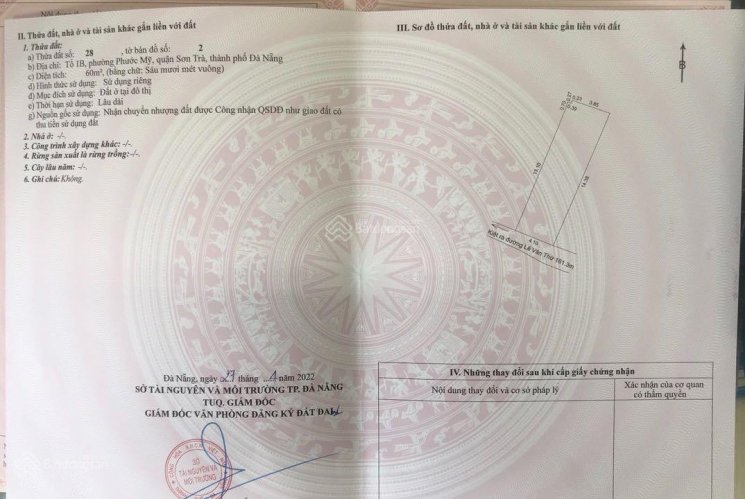 II. Thửa đất, nhà ở và tài sản khác gắn liền với đất
1. Thửa đất:
a) Thửa đất số: 28 , tờ bản đồ số: 2
b) Địa chỉ: Tổ IB, phường Phước Mỹ, quận Sơn Trà, thành phố Đà Nẵng
c) Diện tích: 60m², (bằng chữ: Sáu mươi mét vuông)
d) Hình thức sử dụng: Sử dụng riêng
đ) Mục đích sử dụng: Đất ở tại đô thị
e) Thời hạn sử dụng: Lâu dài
g) Nguồn gốc sử dụng: Nhận chuyển nhượng đất được Công nhận QSDĐ như giao đất có
thu tiền sử dụng đất
2. Nhà ở: -/-.
3. Công trình xây dựng khác: -/-.
4. Rừng sản xuất là rừng trồng: -/-.
5. Cây lâu năm: -/-.
6. Ghi chú: Không.
Đà Nẵng, ngày 27 tháng 4 năm 2022
SỞ TÀI NGUYÊN VÀ MÔI TRƯỜNG TP. ĐÀ NẴNG
TUQ. GIÁM ĐỐC
GIÁM ĐỐC VĂN PHÒNG ĐĂNG KÝ ĐẤT ĐAI
SỞ
TÀI NGUYÊN VÀ
MÔI TRƯỜNG
III. Sơ đồ thửa đất, nhà ở và tài sản khác gắn liền với đất
B
0.23
3.85
0.39
15.10
14.38
4.10
Kiệt ra đường Lê Văn Thứ 161.3m
Batdongsan
IV. Những thay đổi sau khi cấp giấy chứng nhận
Nội dung thay đổi và cơ sở pháp lý
Xác nhận của cơ quan
có thẩm quyền